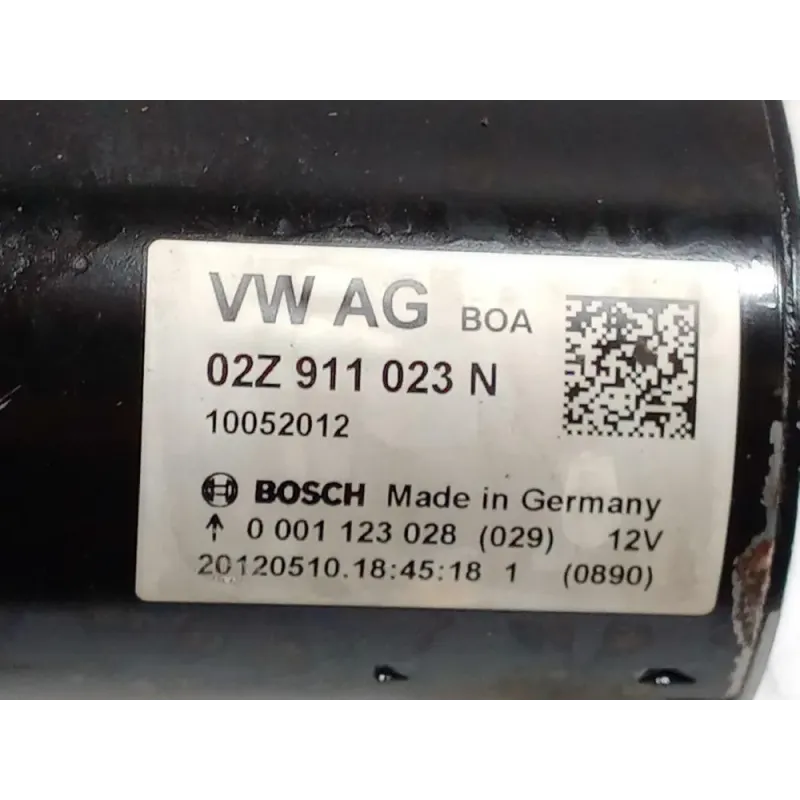 VW AG BOA
02Z 911 023 N
10052012
BOSCH Made in Germany
↑ 0 001 123 028 (029) 12V
20120510.18:45:18 1 (0890)